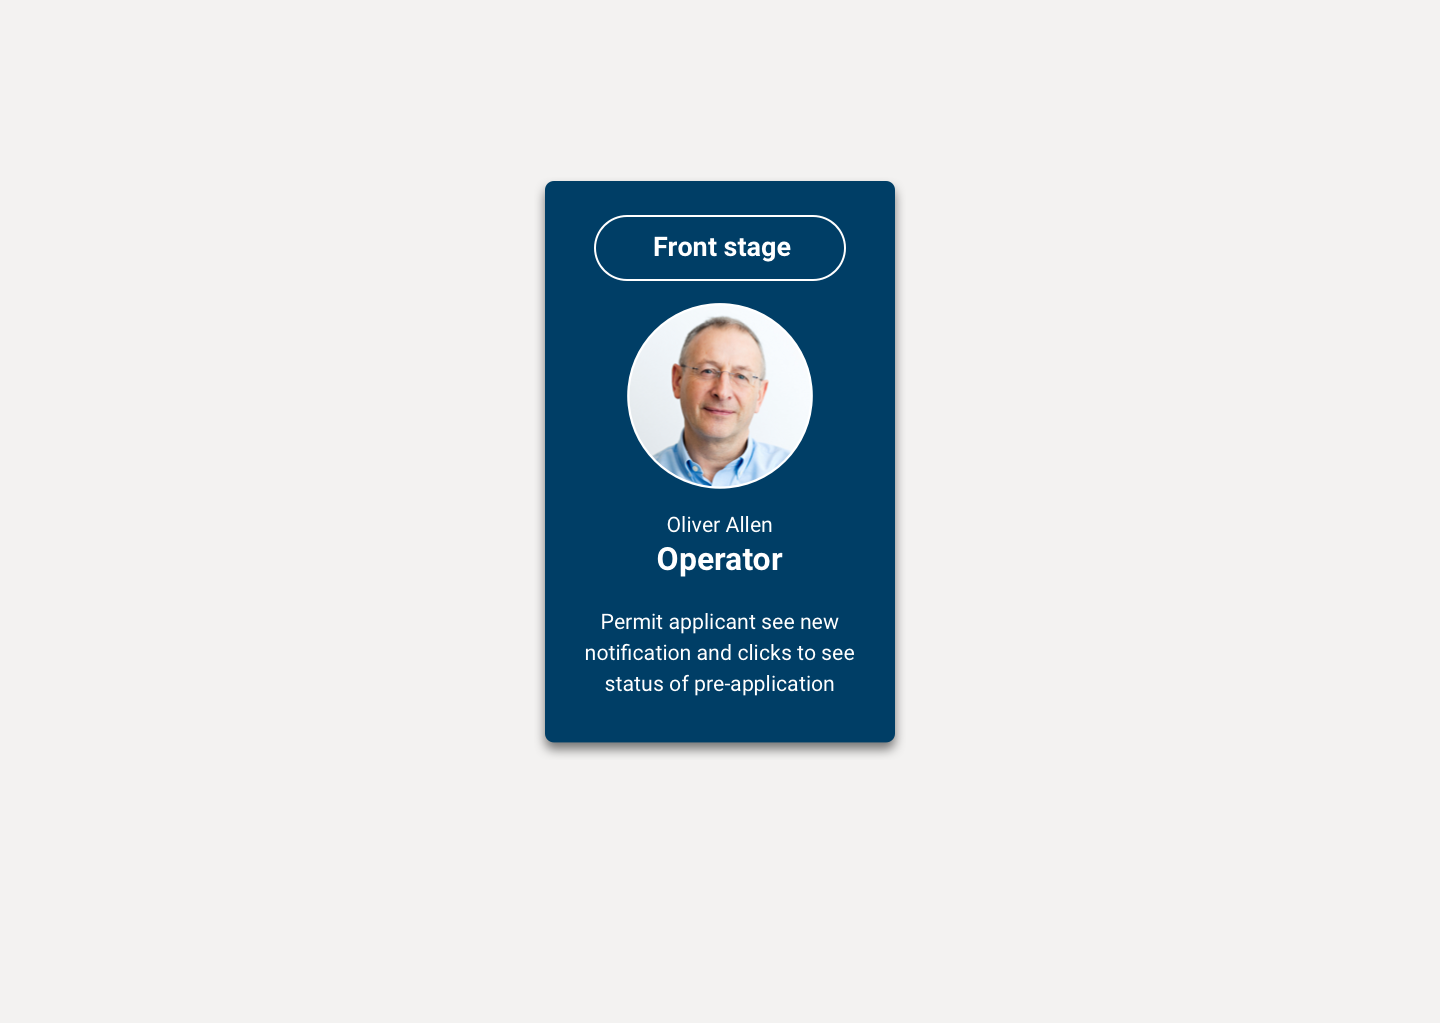 Front stage
Oliver Allen
Operator
Permit applicant see new
notification and clicks to see
status of pre-application